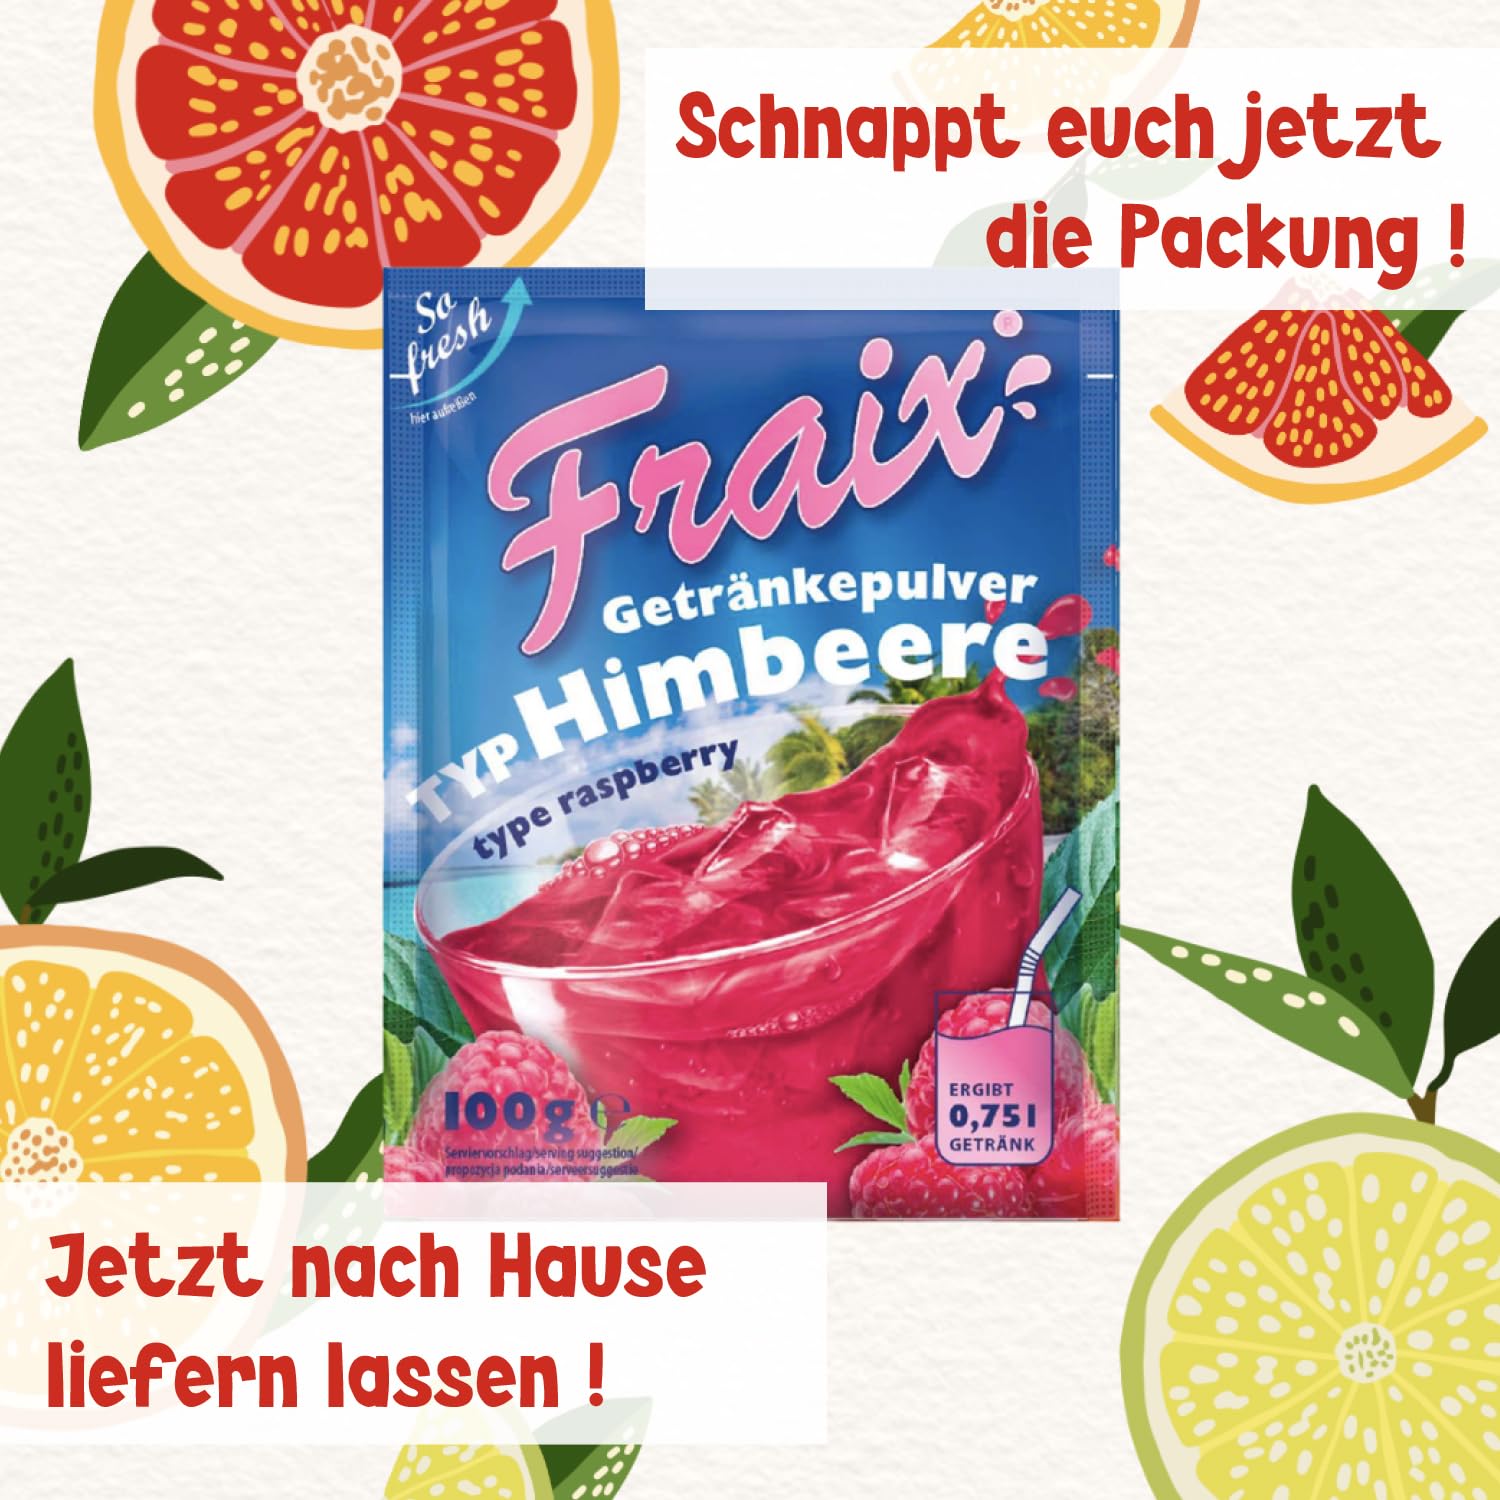 Schnappt euch jetzt
die Packung !
So
fresh
hier aufreißen
Fraix®
Getränkepulver
TYP Himbeere
type raspberry
ERGIBT
0,75 l
GETRÄNK
100 g ℮
Serviervorschlag/serving suggestion/
propozycja podania/serveersuggestie
Jetzt nach Hause
liefern lassen !